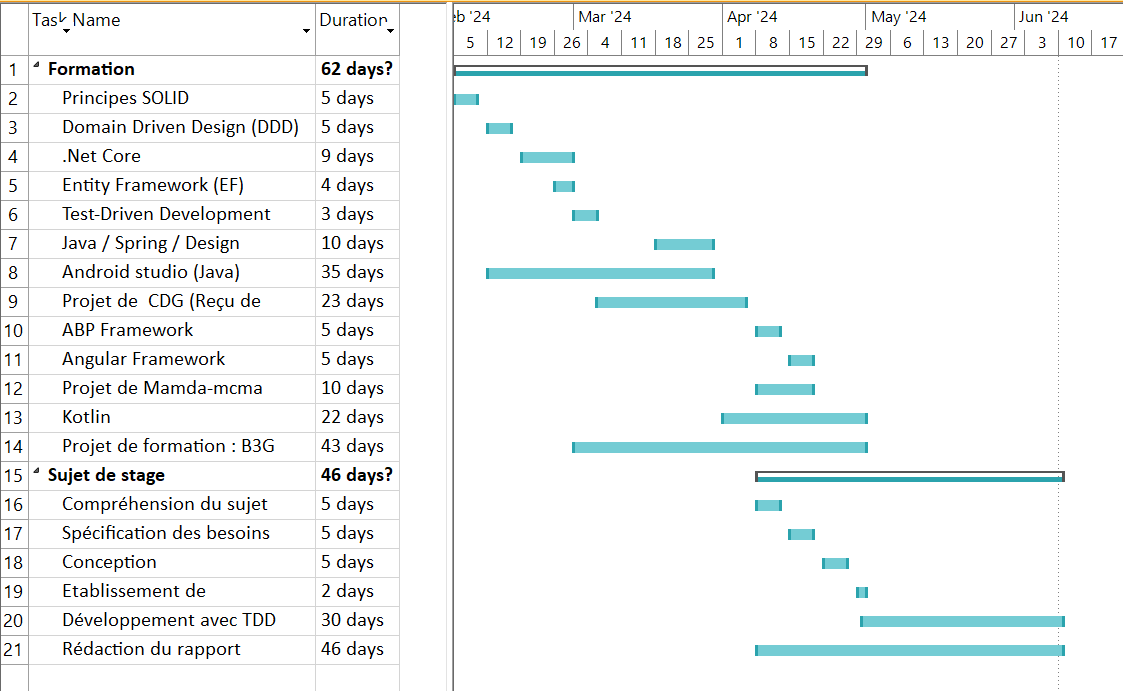 Task Name Duration eb '24 Mar '24 Apr '24 May '24 Jun '24
5 12 19 26 4 11 18 25 1 8 15 22 29 6 13 20 27 3 10 17
1 Formation 62 days?
2 Principes SOLID 5 days
3 Domain Driven Design (DDD) 5 days
4 .Net Core 9 days
5 Entity Framework (EF) 4 days
6 Test-Driven Development 3 days
7 Java / Spring / Design 10 days
8 Android studio (Java) 35 days
9 Projet de  CDG (Reçu de 23 days
10 ABP Framework 5 days
11 Angular Framework 5 days
12 Projet de Mamda-mcma 10 days
13 Kotlin 22 days
14 Projet de formation : B3G 43 days
15 Sujet de stage 46 days?
16 Compréhension du sujet 5 days
17 Spécification des besoins 5 days
18 Conception 5 days
19 Etablissement de 2 days
20 Développement avec TDD 30 days
21 Rédaction du rapport 46 days